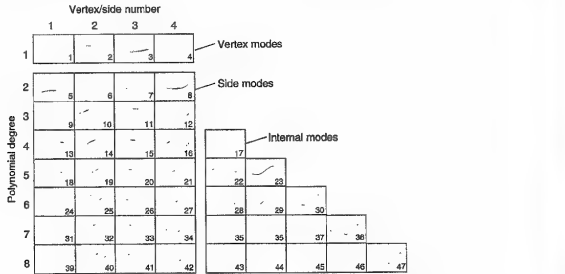 Vertex/side number
1 2 3 4
Vertex modes
1 1 2 3 4
Side modes
2 5 6 7 8
3 9 10 11 12
Internal modes
4 13 14 15 16 17
5 18 19 20 21 22 23
6 24 25 26 27 28 29 30
7 31 32 33 34 35 35 37 38
8 39 40 41 42 43 44 45 46 47
Polynomial degree